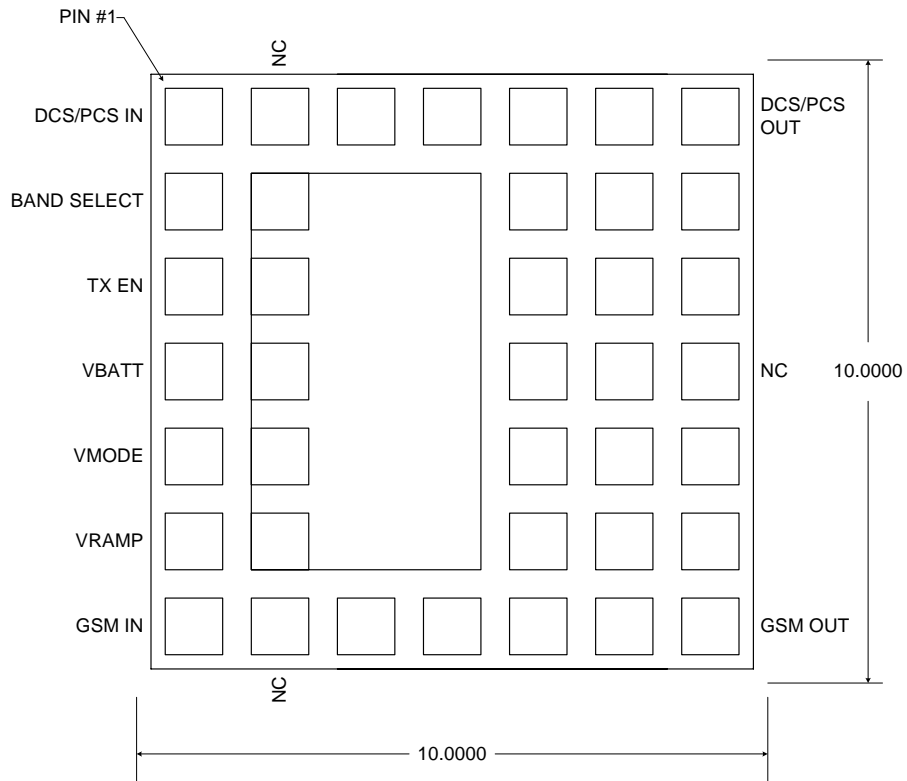 PIN #1
NC
DCS/PCS IN
DCS/PCS
OUT
BAND SELECT
TX EN
VBATT
NC
10.0000
VMODE
VRAMP
GSM IN
GSM OUT
NC
10.0000